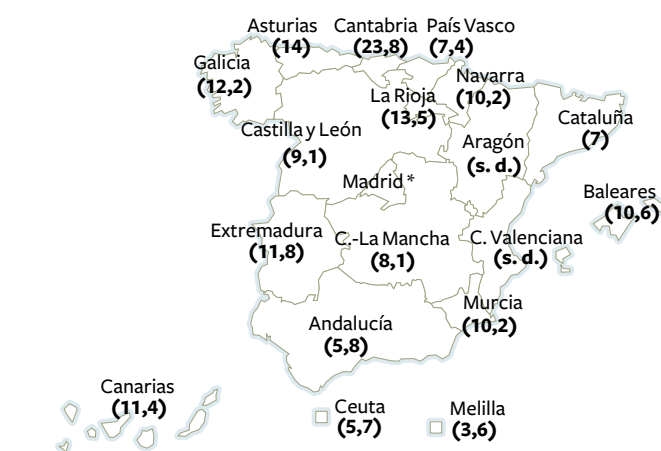 Asturias
(14)
Cantabria
(23,8)
País Vasco
(7,4)
Galicia
(12,2)
Navarra
(10,2)
La Rioja
(13,5)
Cataluña
(7)
Castilla y León
(9,1)
Aragón
(s. d.)
Madrid*
Baleares
(10,6)
Extremadura
(11,8)
C.-La Mancha
(8,1)
C. Valenciana
(s. d.)
Murcia
(10,2)
Andalucía
(5,8)
Canarias
(11,4)
Ceuta
(5,7)
Melilla
(3,6)